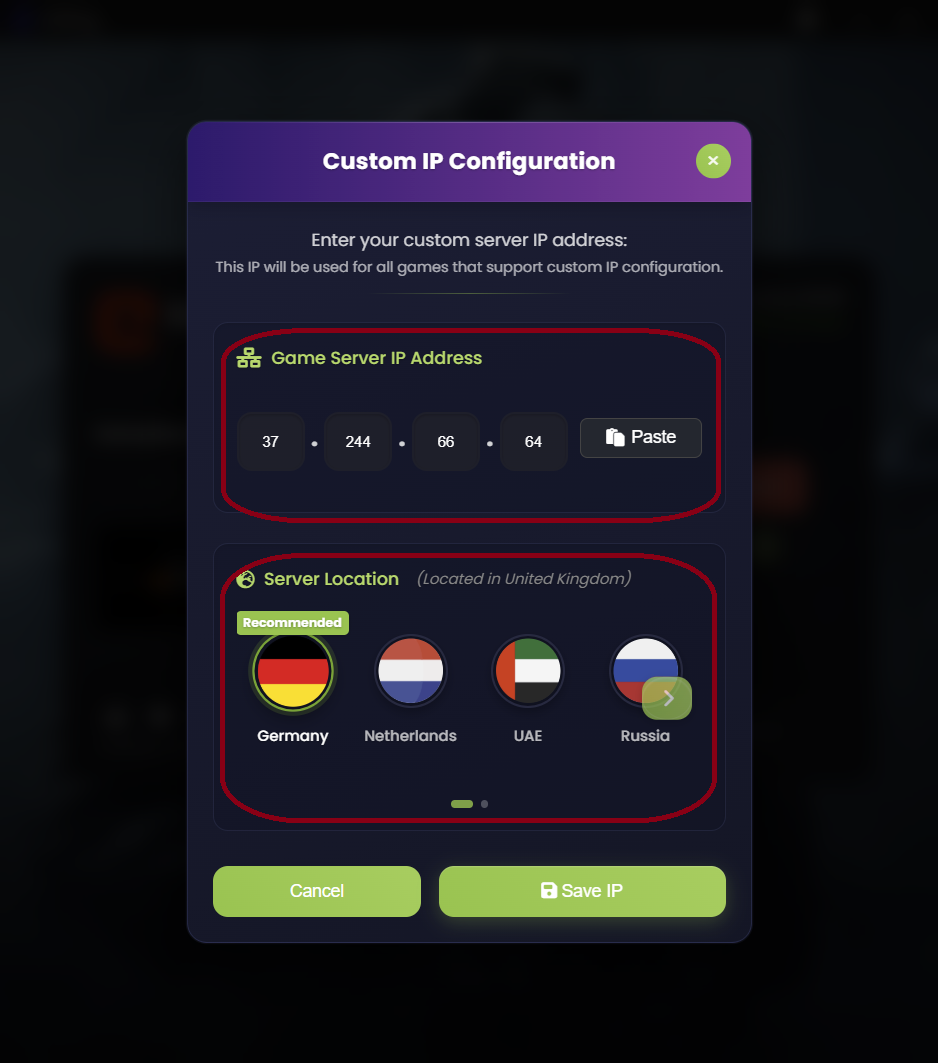 Custom IP Configuration
Enter your custom server IP address:
This IP will be used for all games that support custom IP configuration.
Game Server IP Address
37 . 244 . 66 . 64 Paste
Server Location (Located in United Kingdom)
Recommended
Germany Netherlands UAE Russia
Cancel Save IP